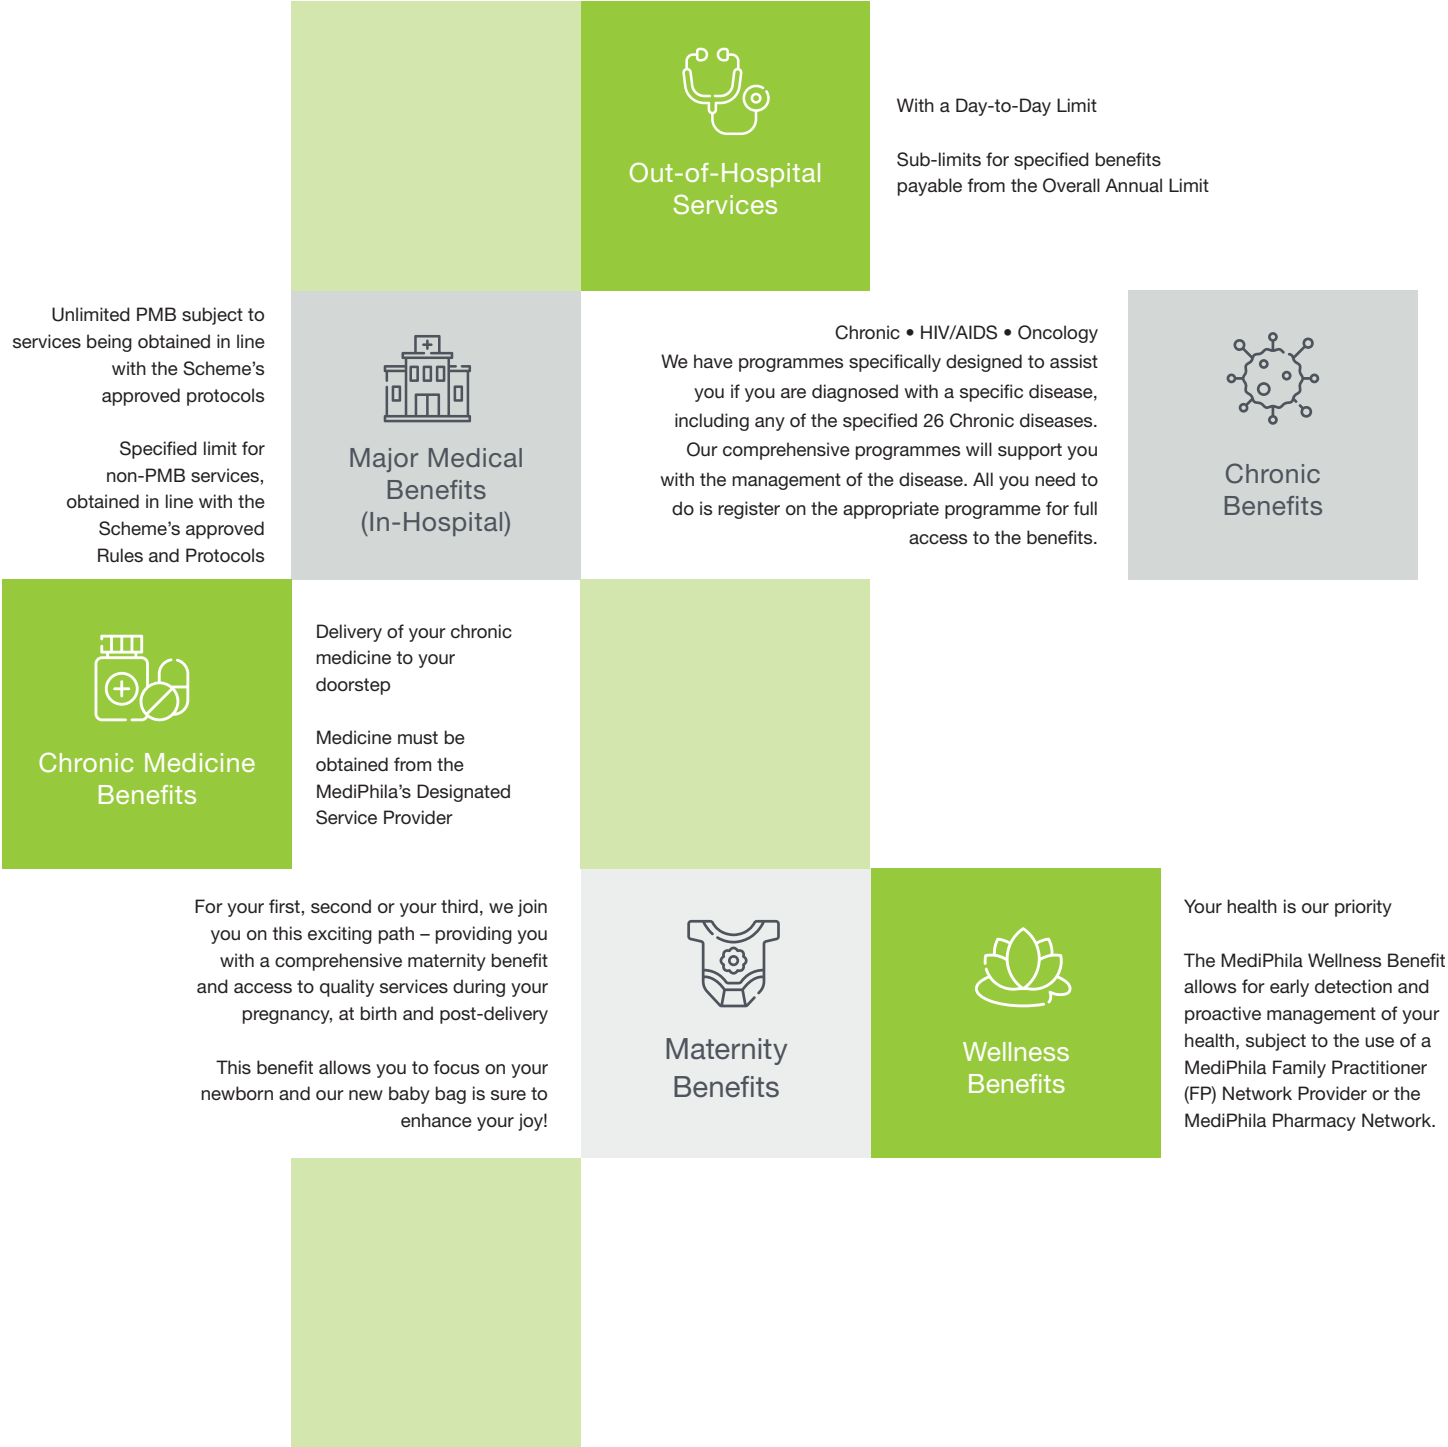 Out-of-Hospital
Services
With a Day-to-Day Limit
Sub-limits for specified benefits
payable from the Overall Annual Limit
Unlimited PMB subject to
services being obtained in line
with the Scheme’s
approved protocols
Specified limit for
non-PMB services,
obtained in line with the
Scheme’s approved
Rules and Protocols
Major Medical
Benefits
(In-Hospital)
Chronic • HIV/AIDS • Oncology
We have programmes specifically designed to assist
you if you are diagnosed with a specific disease,
including any of the specified 26 Chronic diseases.
Our comprehensive programmes will support you
with the management of the disease. All you need to
do is register on the appropriate programme for full
access to the benefits.
Chronic
Benefits
Chronic Medicine
Benefits
Delivery of your chronic
medicine to your
doorstep
Medicine must be
obtained from the
MediPhila’s Designated
Service Provider
For your first, second or your third, we join
you on this exciting path – providing you
with a comprehensive maternity benefit
and access to quality services during your
pregnancy, at birth and post-delivery
This benefit allows you to focus on your
newborn and our new baby bag is sure to
enhance your joy!
Maternity
Benefits
Wellness
Benefits
Your health is our priority
The MediPhila Wellness Benefit
allows for early detection and
proactive management of your
health, subject to the use of a
MediPhila Family Practitioner
(FP) Network Provider or the
MediPhila Pharmacy Network.